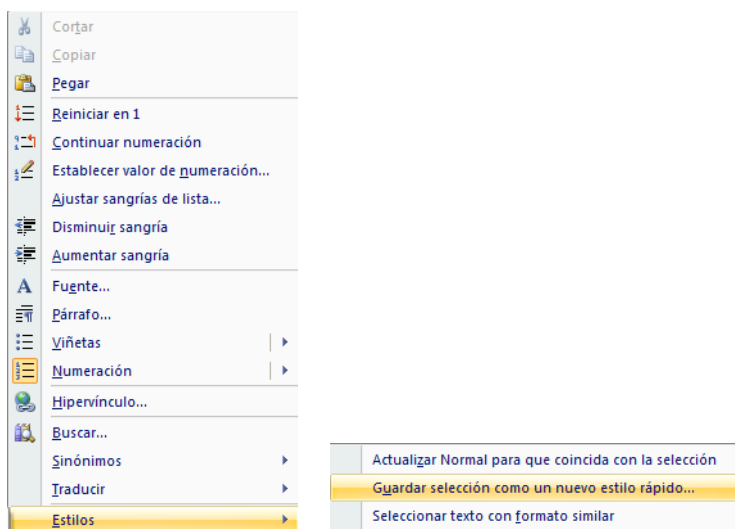 Cortar
Copiar
Pegar
Reiniciar en 1
Continuar numeración
Establecer valor de numeración...
Ajustar sangrías de lista...
Disminuir sangría
Aumentar sangría
Fuente...
Párrafo...
Viñetas
Numeración
Hipervínculo...
Buscar...
Sinónimos
Traducir
Estilos
Actualizar Normal para que coincida con la selección
Guardar selección como un nuevo estilo rápido...
Seleccionar texto con formato similar